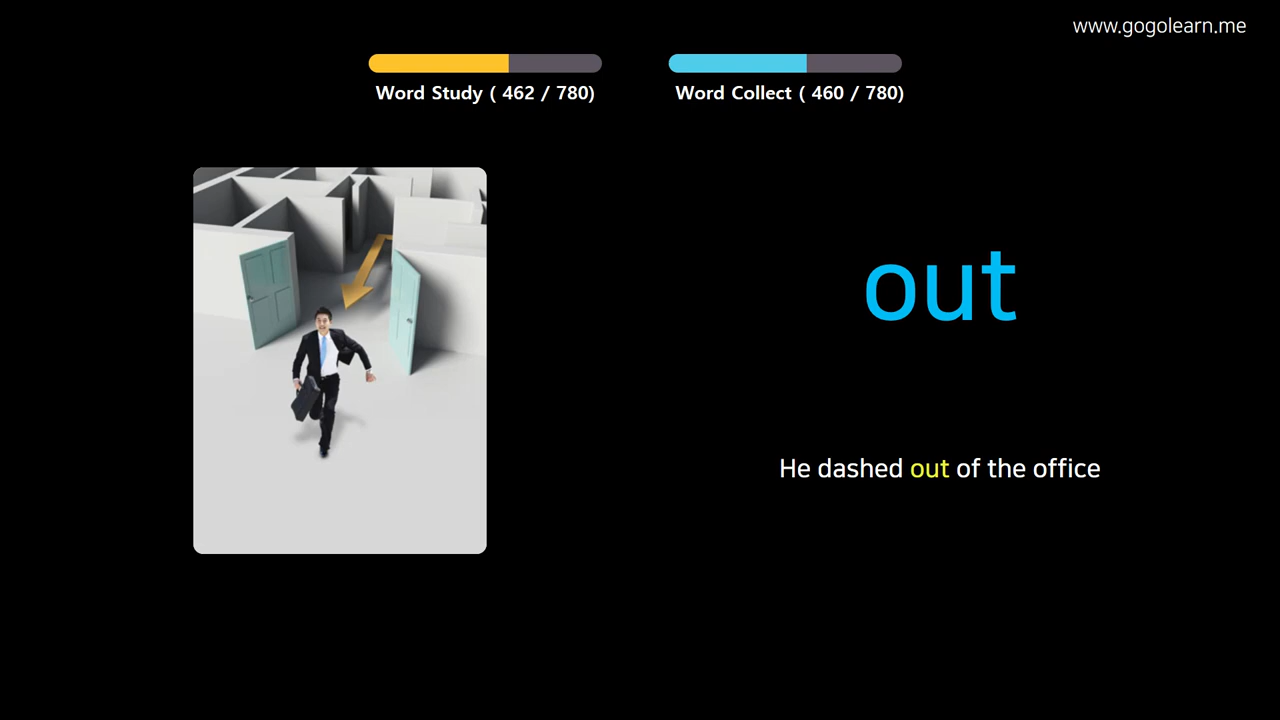 www.gogolearn.me
Word Study ( 462 / 780)
Word Collect ( 460 / 780)
out
He dashed out of the office